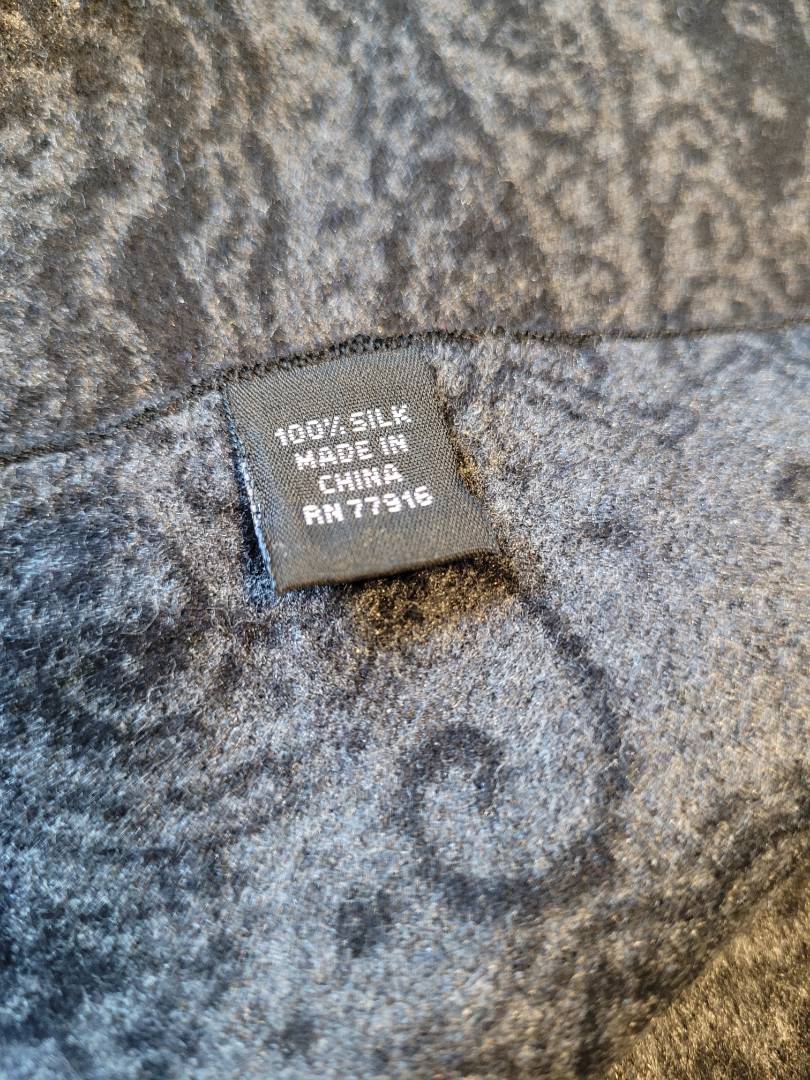 100% SILK
MADE IN
CHINA
RN 77916